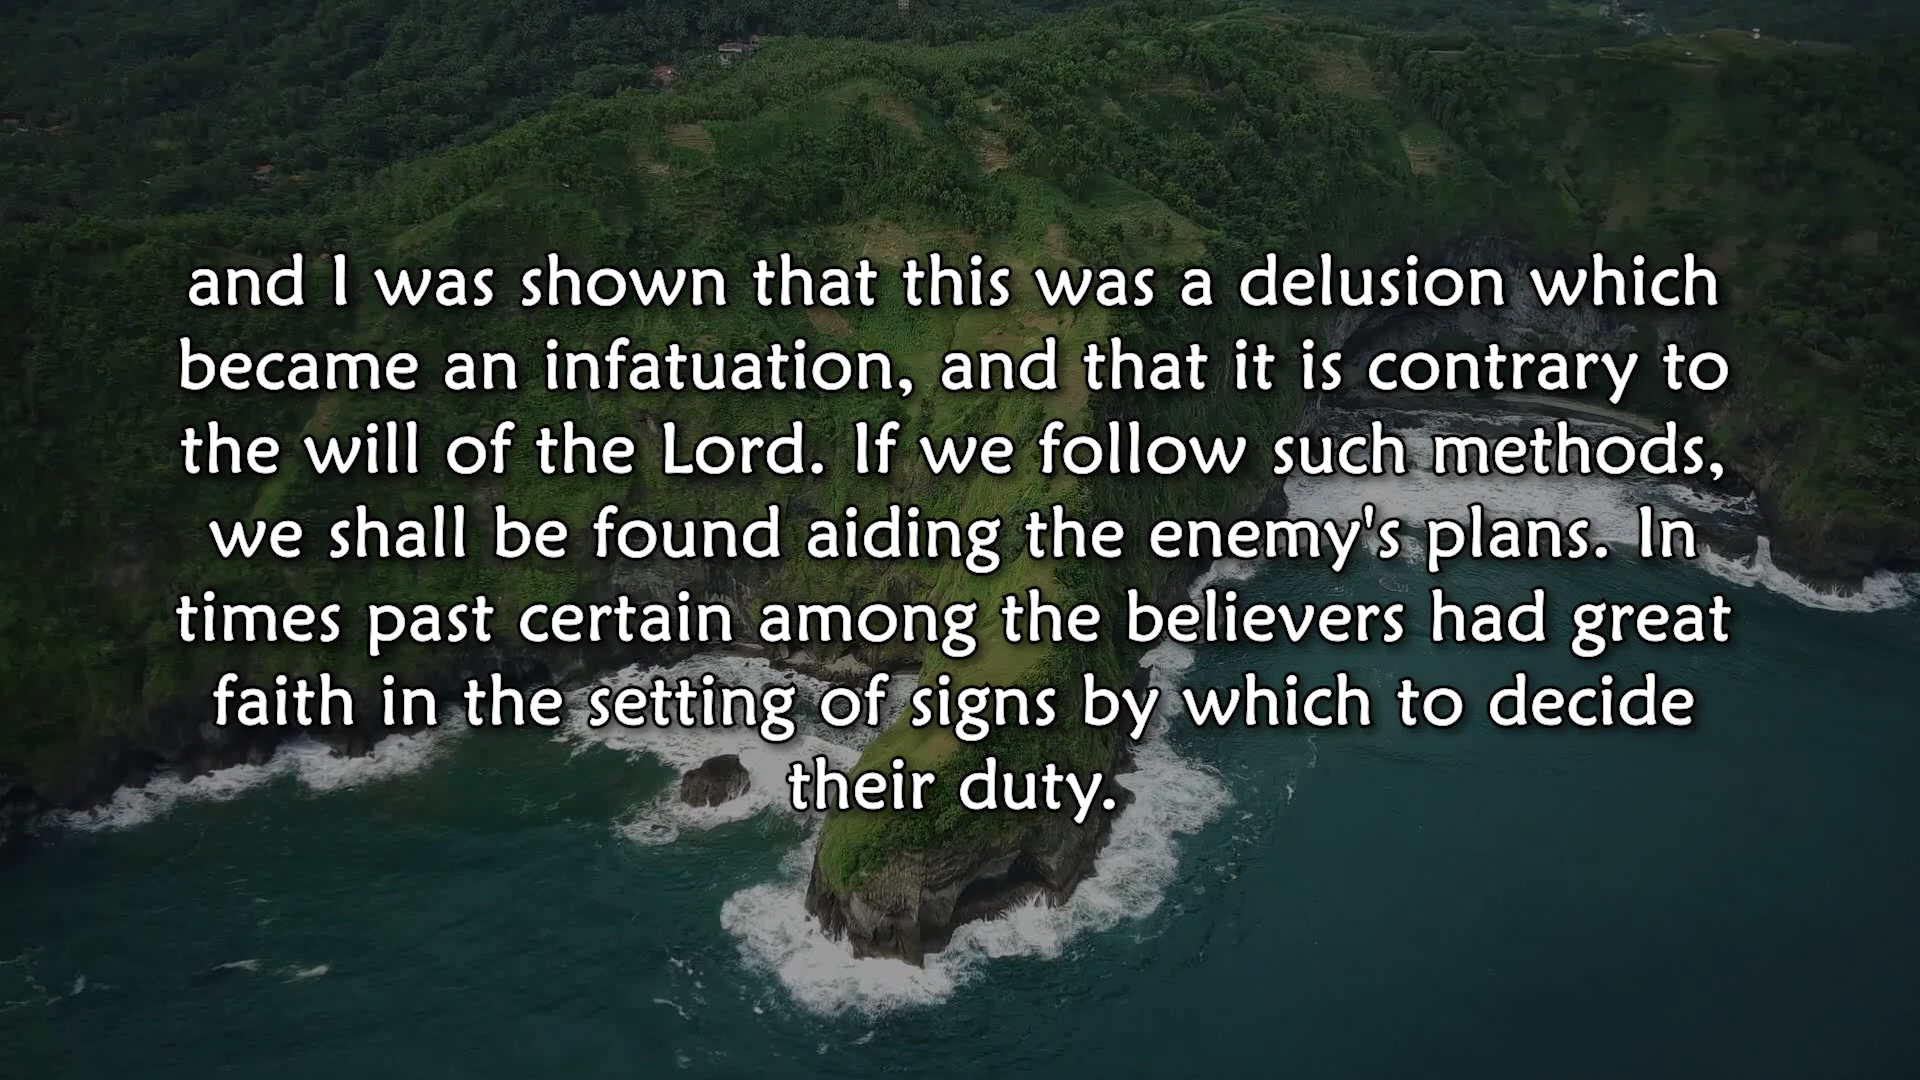 and I was shown that this was a delusion which
became an infatuation, and that it is contrary to
the will of the Lord. If we follow such methods,
we shall be found aiding the enemy's plans. In
times past certain among the believers had great
faith in the setting of signs by which to decide
their duty.